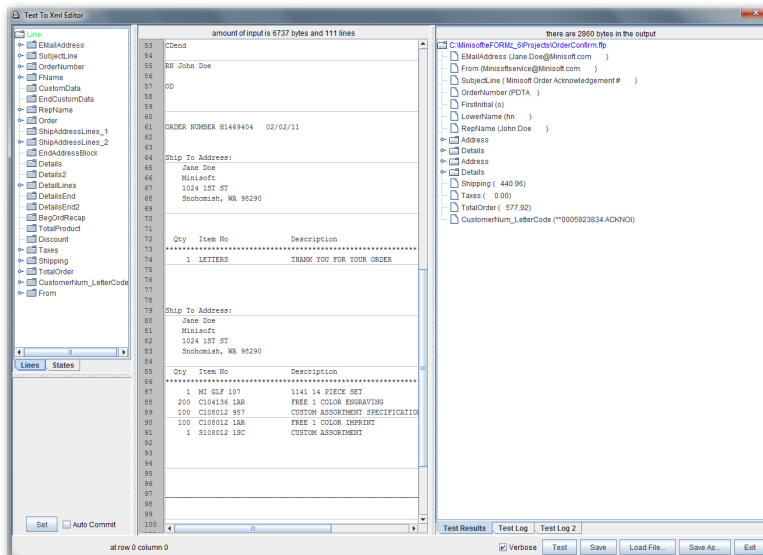 Text To Xml Editor
amount of input is 6737 bytes and 111 lines
there are 2860 bytes in the output
Line
EMailAddress
SubjectLine
OrderNumber
FName
CustomData
EndCustomData
RepName
Order
ShipAddressLines_1
ShipAddressLines_2
EndAddressBlock
Details
Details2
DetailLines
DetailsEnd
DetailsEnd2
BegOrdRecap
TotalProduct
Discount
Taxes
Shipping
TotalOrder
CustomerNum_LetterCode
From
Lines States
Set Auto Commit
53 CDend
54
55 RN John Doe
56
57 OD
58
59
60
61 ORDER NUMBER H1469404 02/02/11
62
63
64 Ship To Address:
65 Jane Doe
66 Minisoft
67 1024 1ST ST
68 Snohomish, WA 98290
69
70
71
72 Qty Item No Description
73 ****************************************************
74 1 LETTERS THANK YOU FOR YOUR ORDER
75
76
77
78
79 Ship To Address:
80 Jane Doe
81 Minisoft
82 1024 1ST ST
83 Snohomish, WA 98290
84
85 Qty Item No Description
86 ****************************************************
87 1 MI GLF 107 1141 14 PIECE SET
88 200 C104136 1AR FREE 1 COLOR ENGRAVING
89 100 C108012 957 CUSTOM ASSORTMENT SPECIFICATIO
90 100 C108012 1AR FREE 1 COLOR IMPRINT
91 1 S108012 1SC CUSTOM ASSORTMENT
92
93
94
95
96
97
98
99
100
C:\MinisofteFORMz_6\Projects\OrderConfirm.ffp
EMailAddress (Jane.Doe@Minisoft.com )
From (Minisoftservice@Minisoft.com )
SubjectLine ( Minisoft Order Acknowledgement # )
OrderNumber (PDTA )
FirstInitial (o)
LowerName (hn )
RepName (John Doe )
Address
Details
Address
Details
Shipping ( 440.96)
Taxes ( 0.00)
TotalOrder ( 577.92)
CustomerNum_LetterCode (**0005923834.ACKNOI)
Test Results Test Log Test Log 2
at row 0 column 0
Verbose Test Save Load File... Save As... Exit